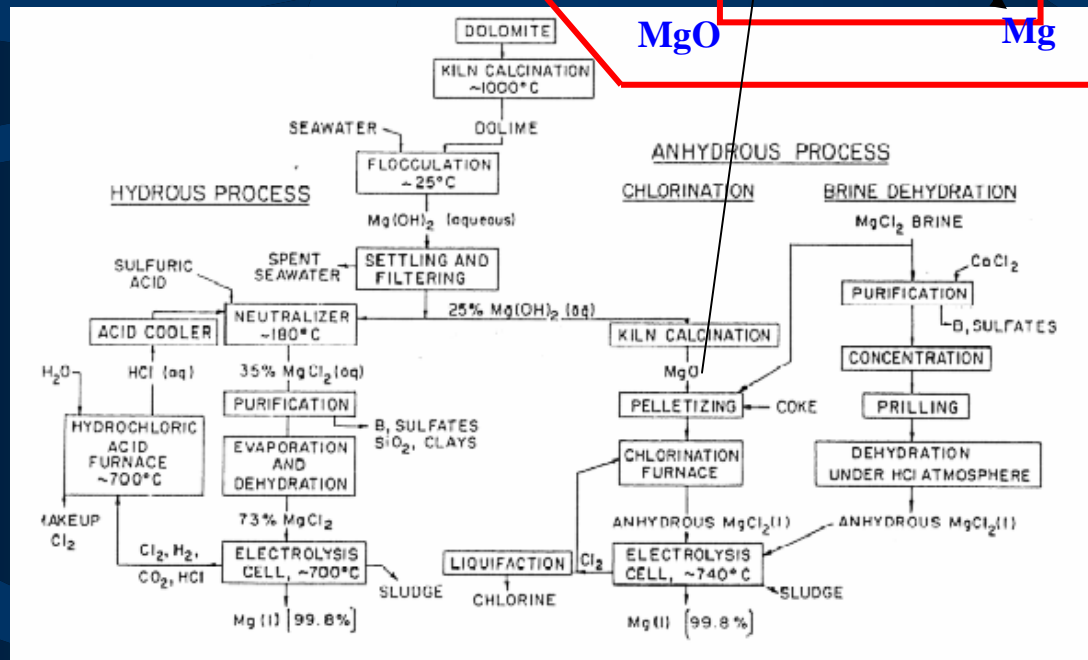 MgO
Mg
DOLOMITE
KILN CALCINATION
~1000°C
SEAWATER
DOLIME
FLOCCULATION
~25°C
Mg(OH)₂ (aqueous)
SPENT
SEAWATER
SETTLING AND
FILTERING
HYDROUS PROCESS
SULFURIC
ACID
NEUTRALIZER
~180°C
25% Mg(OH)₂ (aq)
ACID COOLER
HCl (aq)
H₂O
35% MgCl₂(aq)
PURIFICATION
B, SULFATES
SiO₂, CLAYS
HYDROCHLORIC
ACID
FURNACE
~700°C
EVAPORATION
AND
DEHYDRATION
MAKEUP
Cl₂
73% MgCl₂
Cl₂, H₂,
CO₂, HCl
ELECTROLYSIS
CELL, ~700°C
SLUDGE
Mg(l) [99.8%]
ANHYDROUS PROCESS
CHLORINATION
KILN CALCINATION
MgO
PELLETIZING
COKE
CHLORINATION
FURNACE
ANHYDROUS MgCl₂(l)
LIQUIFACTION
Cl₂
CHLORINE
ELECTROLYSIS
CELL, ~740°C
SLUDGE
Mg(l) [99.8%]
BRINE DEHYDRATION
MgCl₂ BRINE
CaCl₂
PURIFICATION
B, SULFATES
CONCENTRATION
PRILLING
DEHYDRATION
UNDER HCl ATMOSPHERE
ANHYDROUS MgCl₂(l)